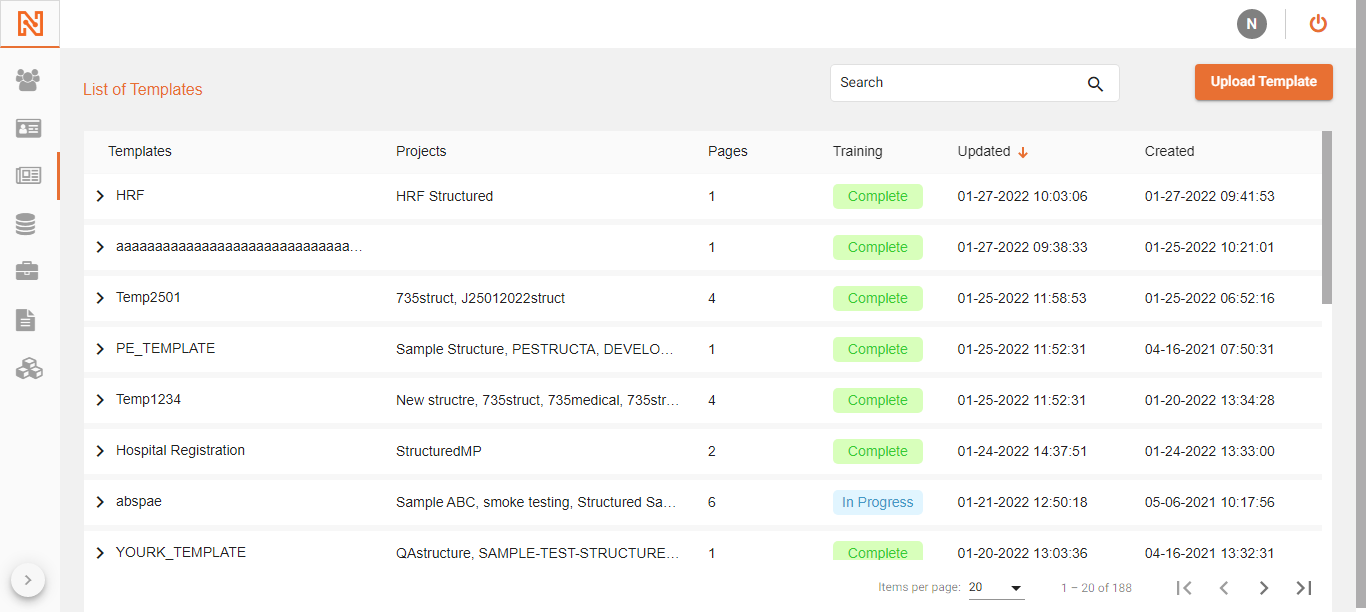 N
List of Templates
Search
Upload Template
Templates Projects Pages Training Updated Created
HRF HRF Structured 1 Complete 01-27-2022 10:03:06 01-27-2022 09:41:53
aaaaaaaaaaaaaaaaaaaaaaaaaaaaaa… 1 Complete 01-27-2022 09:38:33 01-25-2022 10:21:01
Temp2501 735struct, J25012022struct 4 Complete 01-25-2022 11:58:53 01-25-2022 06:52:16
PE_TEMPLATE Sample Structure, PESTRUCTA, DEVELO… 1 Complete 01-25-2022 11:52:31 04-16-2021 07:50:31
Temp1234 New structre, 735struct, 735medical, 735str… 4 Complete 01-25-2022 11:52:31 01-20-2022 13:34:28
Hospital Registration StructuredMP 2 Complete 01-24-2022 14:37:51 01-24-2022 13:33:00
abspae Sample ABC, smoke testing, Structured Sa… 6 In Progress 01-21-2022 12:50:18 05-06-2021 10:17:56
YOURK_TEMPLATE QAstructure, SAMPLE-TEST-STRUCTURE… 1 Complete 01-20-2022 13:03:36 04-16-2021 13:32:31
Items per page: 20 1 – 20 of 188